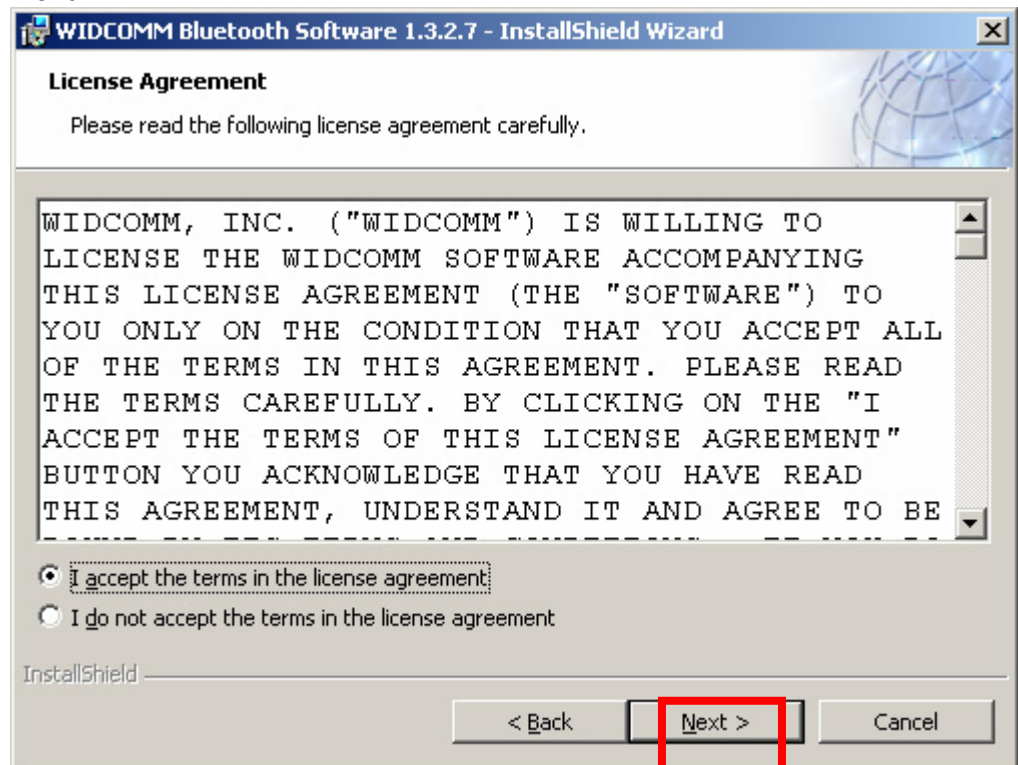 WIDCOMM Bluetooth Software 1.3.2.7 - InstallShield Wizard
License Agreement
Please read the following license agreement carefully.
WIDCOMM, INC. ("WIDCOMM") IS WILLING TO
LICENSE THE WIDCOMM SOFTWARE ACCOMPANYING
THIS LICENSE AGREEMENT (THE "SOFTWARE") TO
YOU ONLY ON THE CONDITION THAT YOU ACCEPT ALL
OF THE TERMS IN THIS AGREEMENT. PLEASE READ
THE TERMS CAREFULLY. BY CLICKING ON THE "I
ACCEPT THE TERMS OF THIS LICENSE AGREEMENT"
BUTTON YOU ACKNOWLEDGE THAT YOU HAVE READ
THIS AGREEMENT, UNDERSTAND IT AND AGREE TO BE
I accept the terms in the license agreement
I do not accept the terms in the license agreement
InstallShield
< Back Next > Cancel